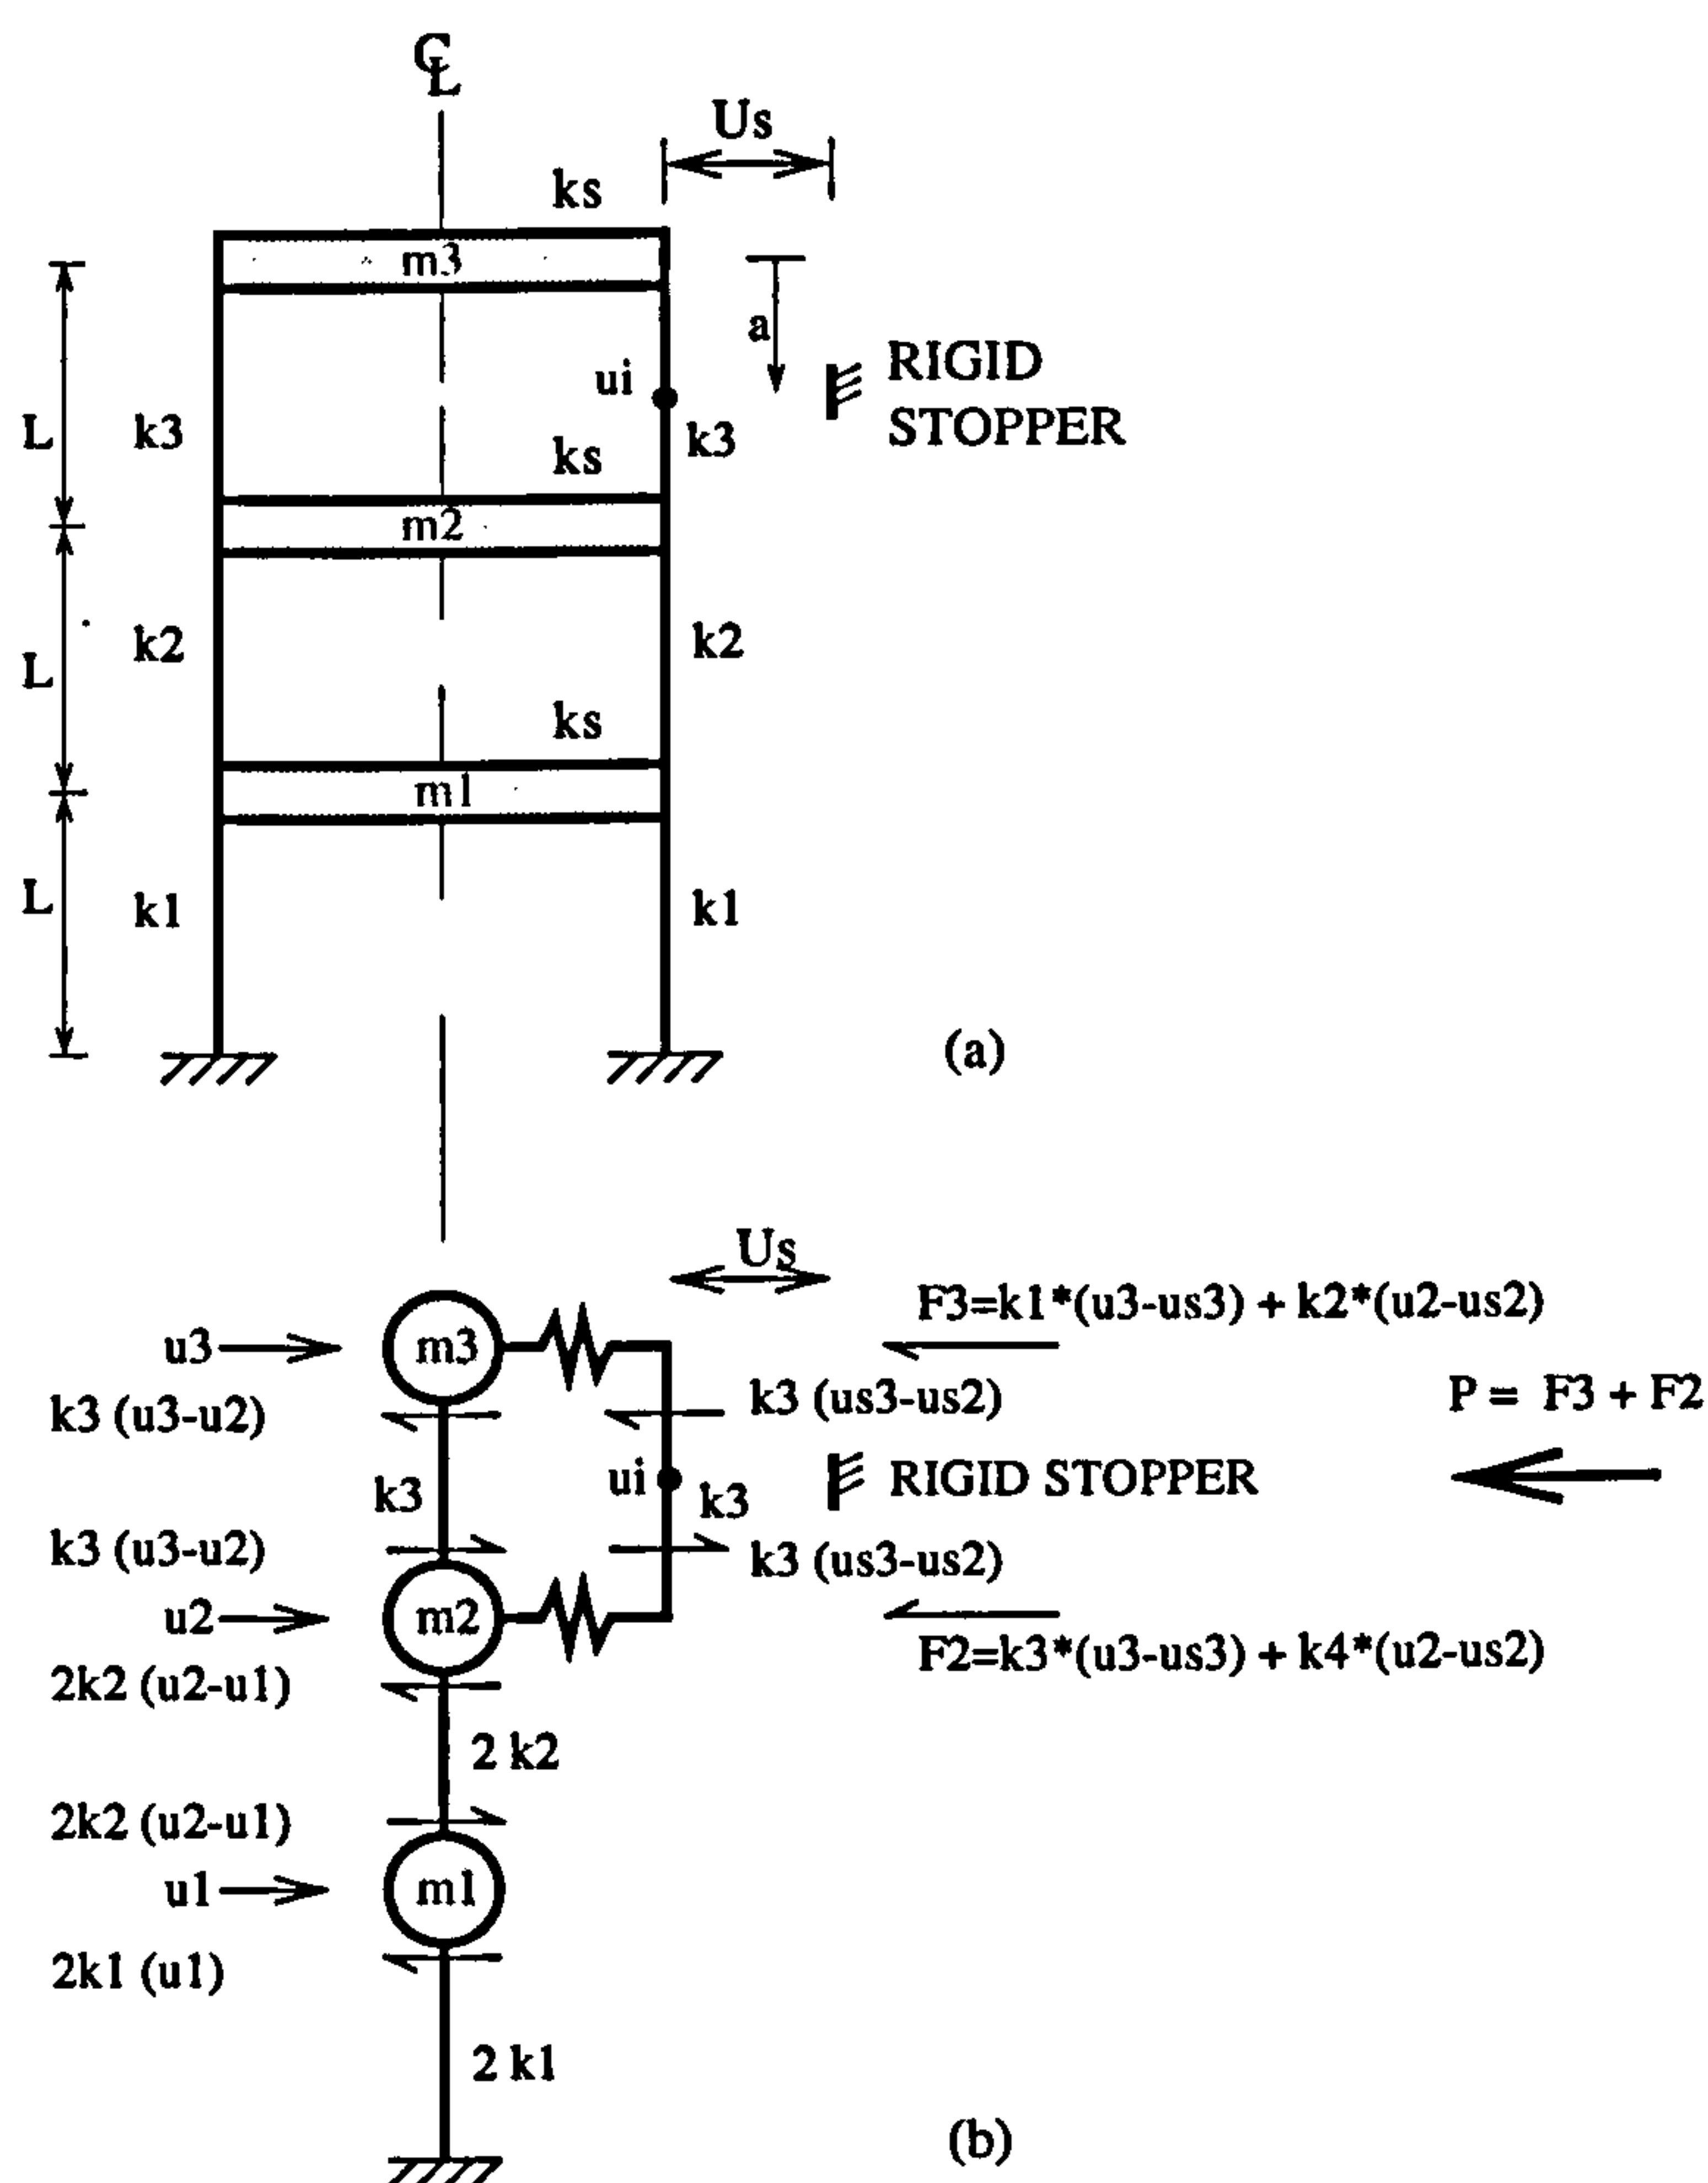 CL
Us
ks
m3
a
ui
RIGID
STOPPER
L
k3
k3
ks
m2
L
k2
k2
ks
m1
L
k1
k1
(a)
Us
F3=k1*(u3-us3) + k2*(u2-us2)
u3
m3
k3 (us3-us2)
P = F3 + F2
k3 (u3-u2)
k3
ui
k3
RIGID STOPPER
k3 (u3-u2)
k3 (us3-us2)
u2
m2
F2=k3*(u3-us3) + k4*(u2-us2)
2k2 (u2-u1)
2 k2
2k2 (u2-u1)
u1
m1
2k1 (u1)
2 k1
(b)